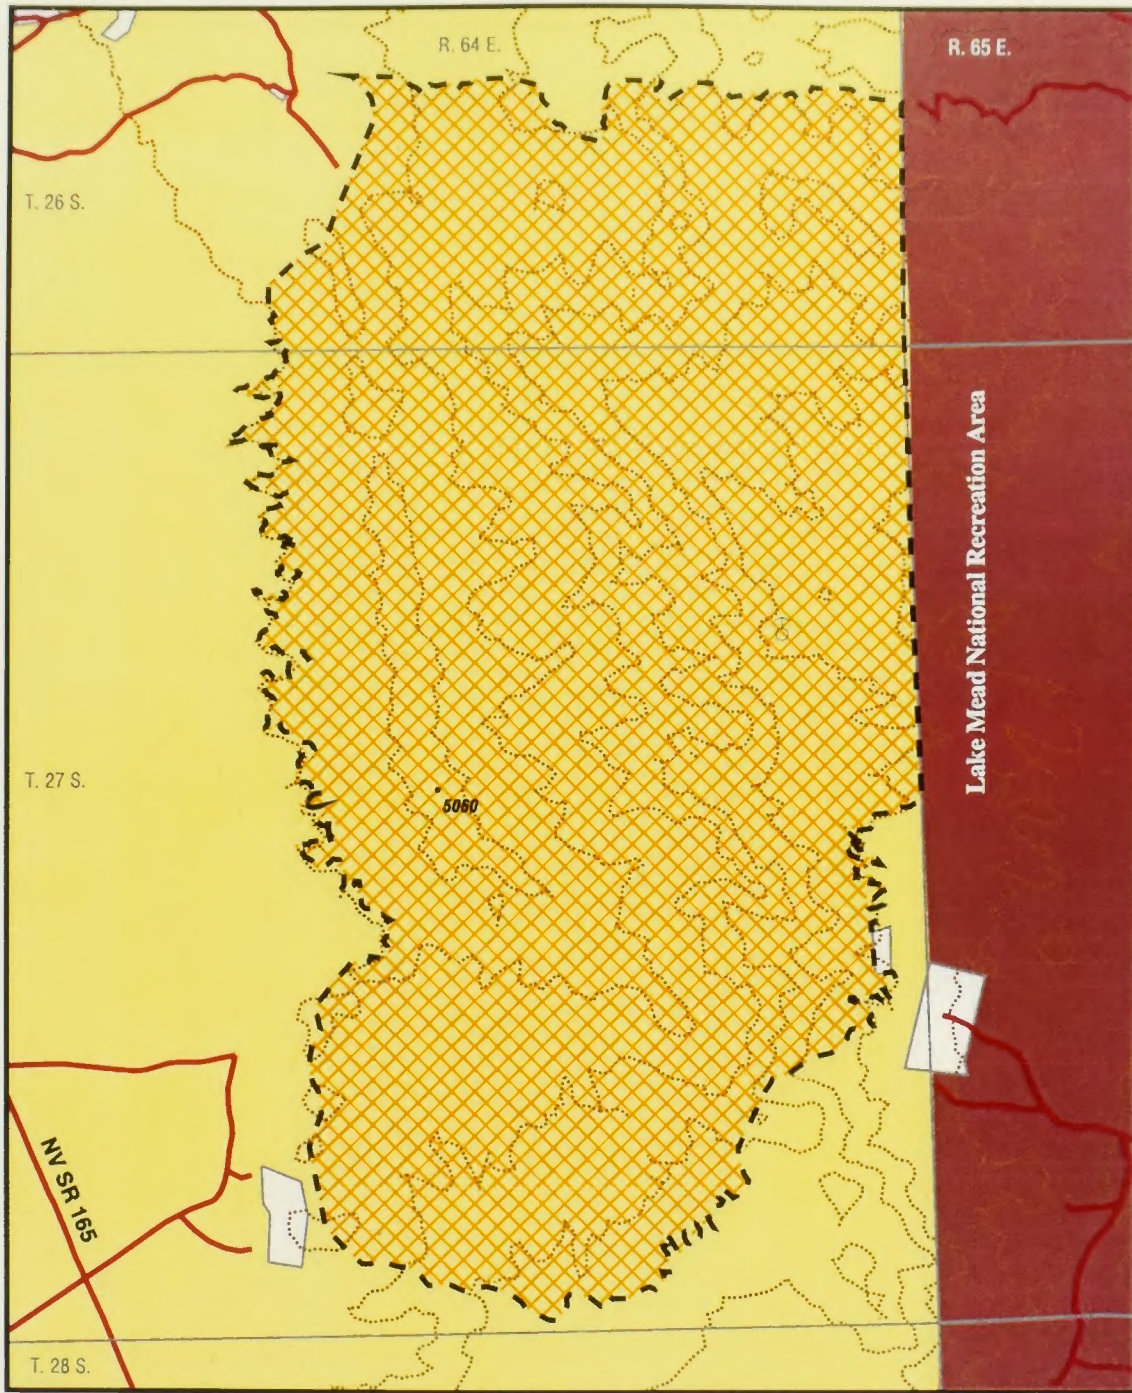 R. 64 E.
R. 65 E.
T. 26 S.
Lake Mead National Recreation Area
T. 27 S.
5060
NV SR 165
T. 28 S.